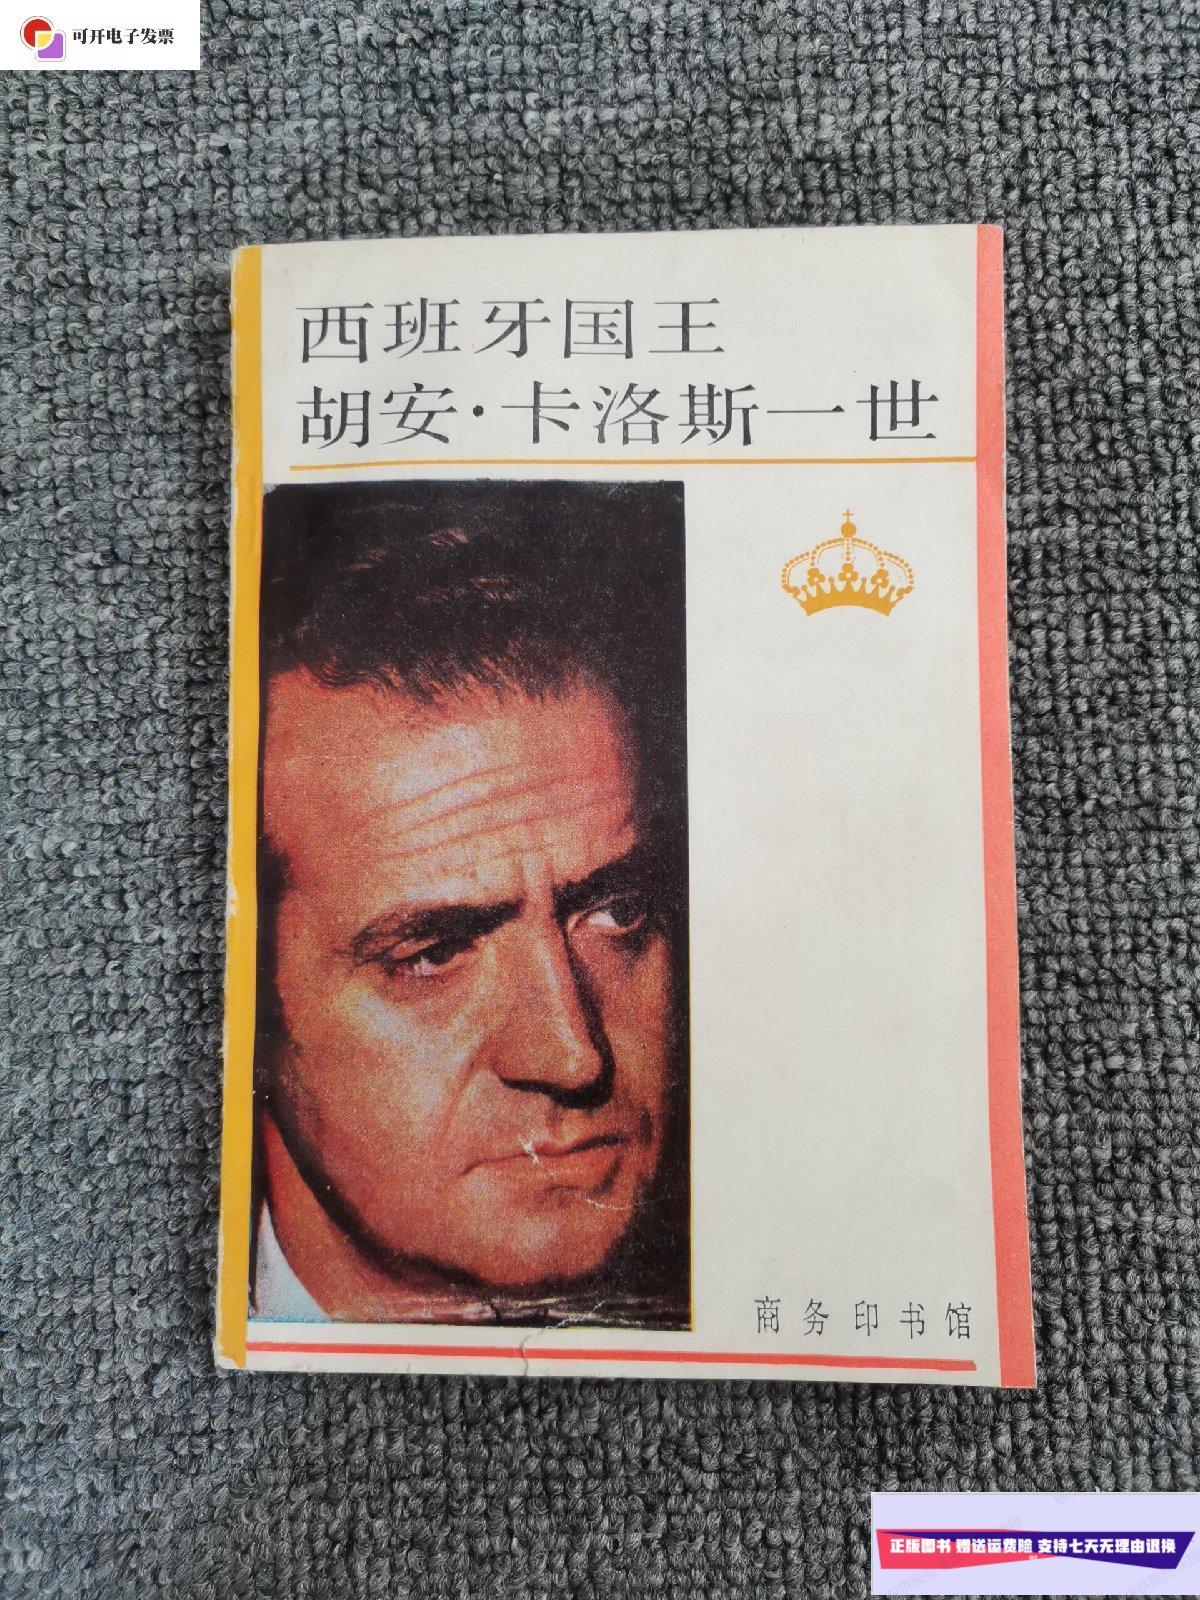 可开电子发票
西班牙国王
胡安·卡洛斯一世
商务印书馆
正版图书 赠送运费险 支持七天无理由退换